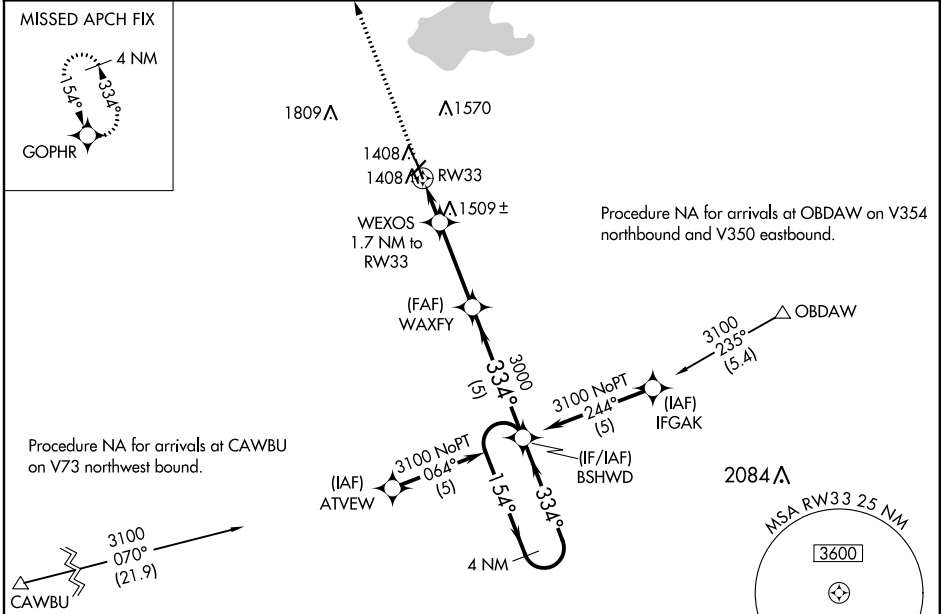 MISSED APCH FIX
4 NM
154°
334°
GOPHR
1809
1570
1408
1408
RW33
1509 ±
WEXOS
1.7 NM to
RW33
Procedure NA for arrivals at OBDAW on V354
northbound and V350 eastbound.
(FAF)
WAXFY
OBDAW
3100
235°
(5.4)
3000
334°
(5)
3100 NoPT
244°
(5)
(IAF)
IFGAK
Procedure NA for arrivals at CAWBU
on V73 northwest bound.
(IAF)
ATVEW
3100 NoPT
064°
(5)
(IF/IAF)
BSHWD
154°
334°
4 NM
2084
MSA RW33 25 NM
3600
3100
070°
(21.9)
CAWBU